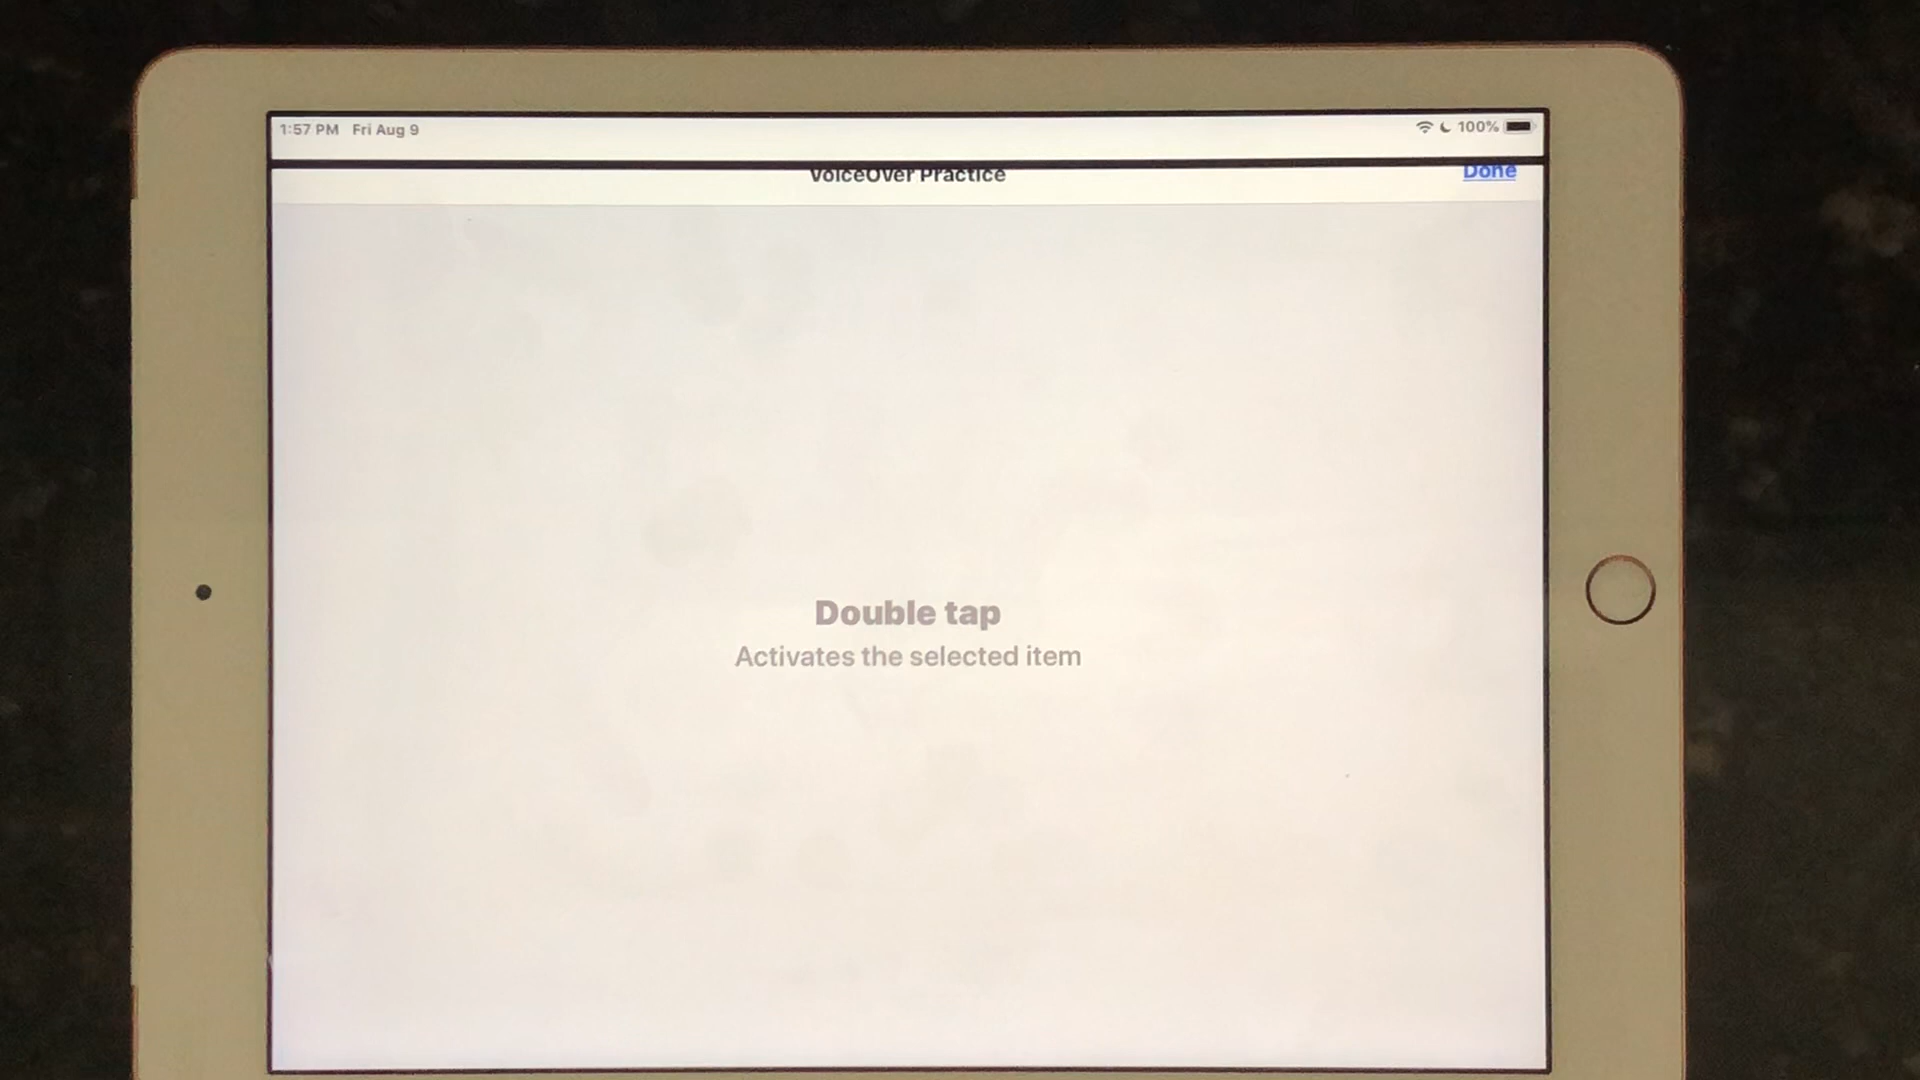 1:57 PM Fri Aug 9
100%
VoiceOver Practice
Done
Double tap
Activates the selected item